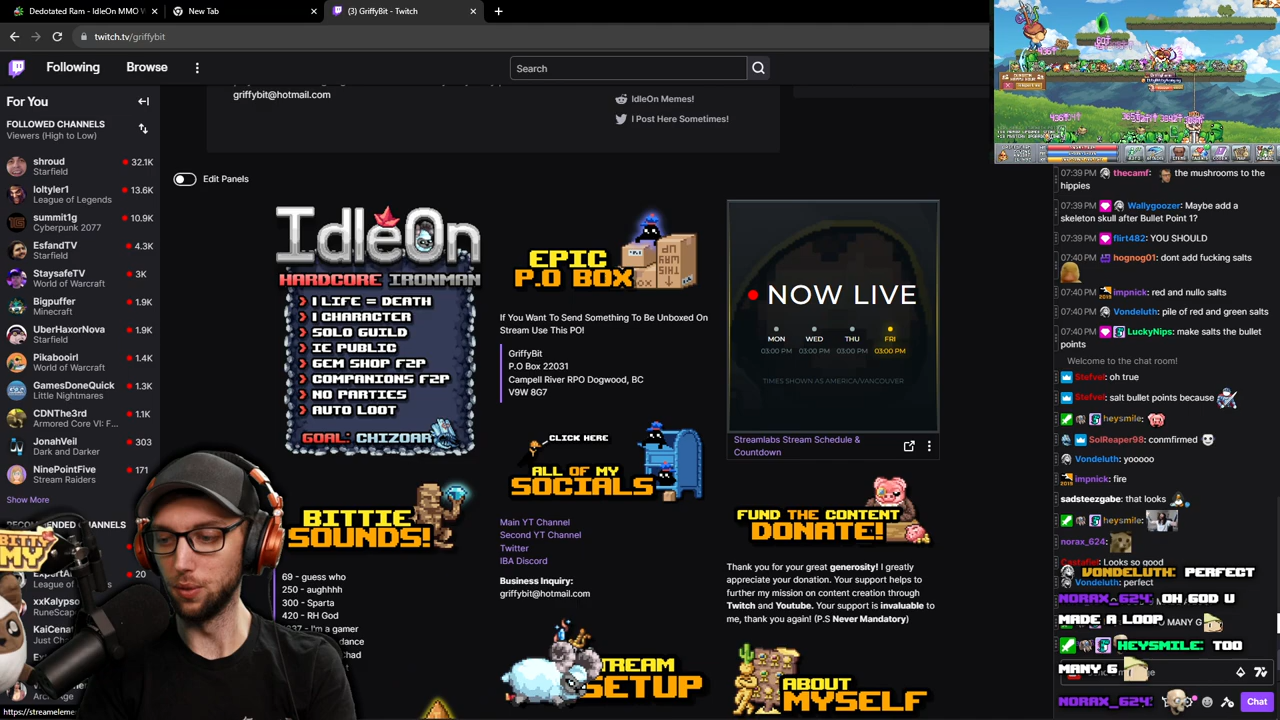 Dedotated Ram - IdleOn MMO W
New Tab
(3) GriffyBit - Twitch
twitch.tv/griffybit
Following
Browse
Search
For You
FOLLOWED CHANNELS
Viewers (High to Low)
shroud
32.1K
Starfield
loltyler1
13.6K
League of Legends
summit1g
10.9K
Cyberpunk 2077
EsfandTV
4.3K
World of Warcraft
StaysafeTV
3K
World of Warcraft
Bigpuffer
1.9K
Minecraft
UberHaxorNova
1.9K
Starfield
Pikabooirl
1.4K
World of Warcraft
GamesDoneQuick
1.3K
Little Nightmares
CDNThe3rd
1.1K
Armored Core VI: F...
JonahVeil
303
Dark and Darker
NinePointFive
171
Stream Raiders
Show More
griffybit@hotmail.com
IdleOn Memes!
I Post Here Sometimes!
Edit Panels
IdleOn
HARDCORE IRONMAN
1 LIFE = DEATH
1 CHARACTER
SOLO GUILD
IE PUBLIC
GEM SHOP F2P
COMPANIONS F2P
NO PARTIES
AUTO LOOT
GOAL: CHIZOAR
BITTIE
SOUNDS!
69 - guess who
250 - aughhhh
300 - Sparta
420 - RH God
- I'm a gamer
dance
EPIC
P.O BOX
If You Want To Send Something To Be Unboxed On
Stream Use This PO!
GriffyBit
P.O Box 22031
Campell River RPO Dogwood, BC
V9W 8G7
CLICK HERE
ALL OF MY
SOCIALS
Main YT Channel
Second YT Channel
Twitter
IBA Discord
Business Inquiry:
griffybit@hotmail.com
STREAM
SETUP
NOW LIVE
MON WED THU FRI
03:00 PM 03:00 PM 03:00 PM 03:00 PM
TIMES SHOWN AS AMERICA/VANCOUVER
Streamlabs Stream Schedule &
Countdown
FUND THE CONTENT
DONATE!
Thank you for your great generosity! I greatly
appreciate your donation. Your support helps to
further my mission on content creation through
Twitch and Youtube. Your support is invaluable to
me, thank you again! (P.S Never Mandatory)
ABOUT
MYSELF
07:39 PM thecamf: the mushrooms to the
hippies
07:39 PM Wallygoozer: Maybe add a
skeleton skull after Bullet Point 1?
07:39 PM flirt482: YOU SHOULD
07:40 PM hognog01: dont add fucking salts
07:40 PM impnick: red and nullo salts
07:40 PM Vondeluth: pile of red and green salts
07:40 PM LuckyNips: make salts the bullet
points
Welcome to the chat room!
Stefvel: oh true
Stefvel: salt bullet points because
heysmile:
SolReaper98: conmfirmed
Vondeluth: yooooo
impnick: fire
sadsteezgabe: that looks
heysmile:
norax_624:
Looks so good
VONDELUTH: PERFECT
Vondeluth: perfect
NORAX_624: OH GOD U
MADE A LOOP
HEYSMILE: TOO
MANY G
NORAX_624:
Chat